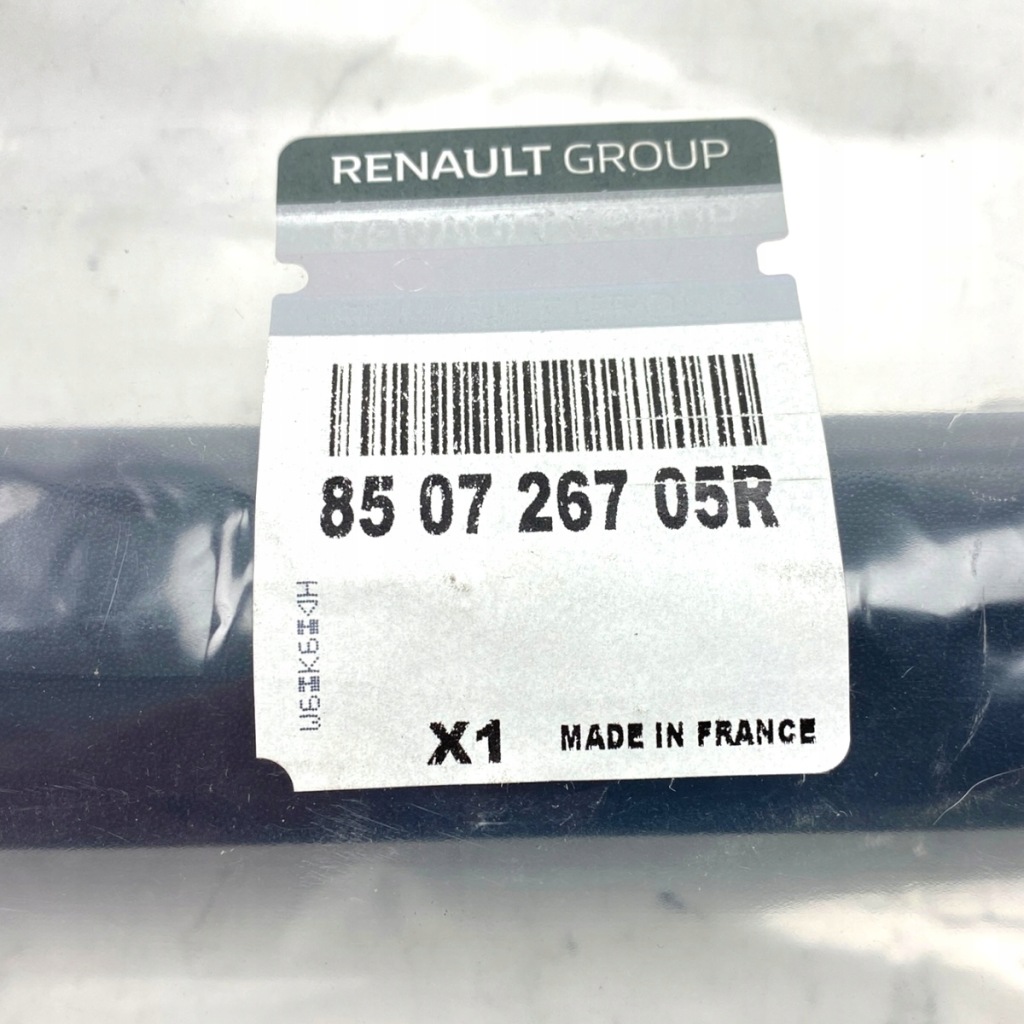 RENAULT GROUP
85 07 267 05R
X1 MADE IN FRANCE